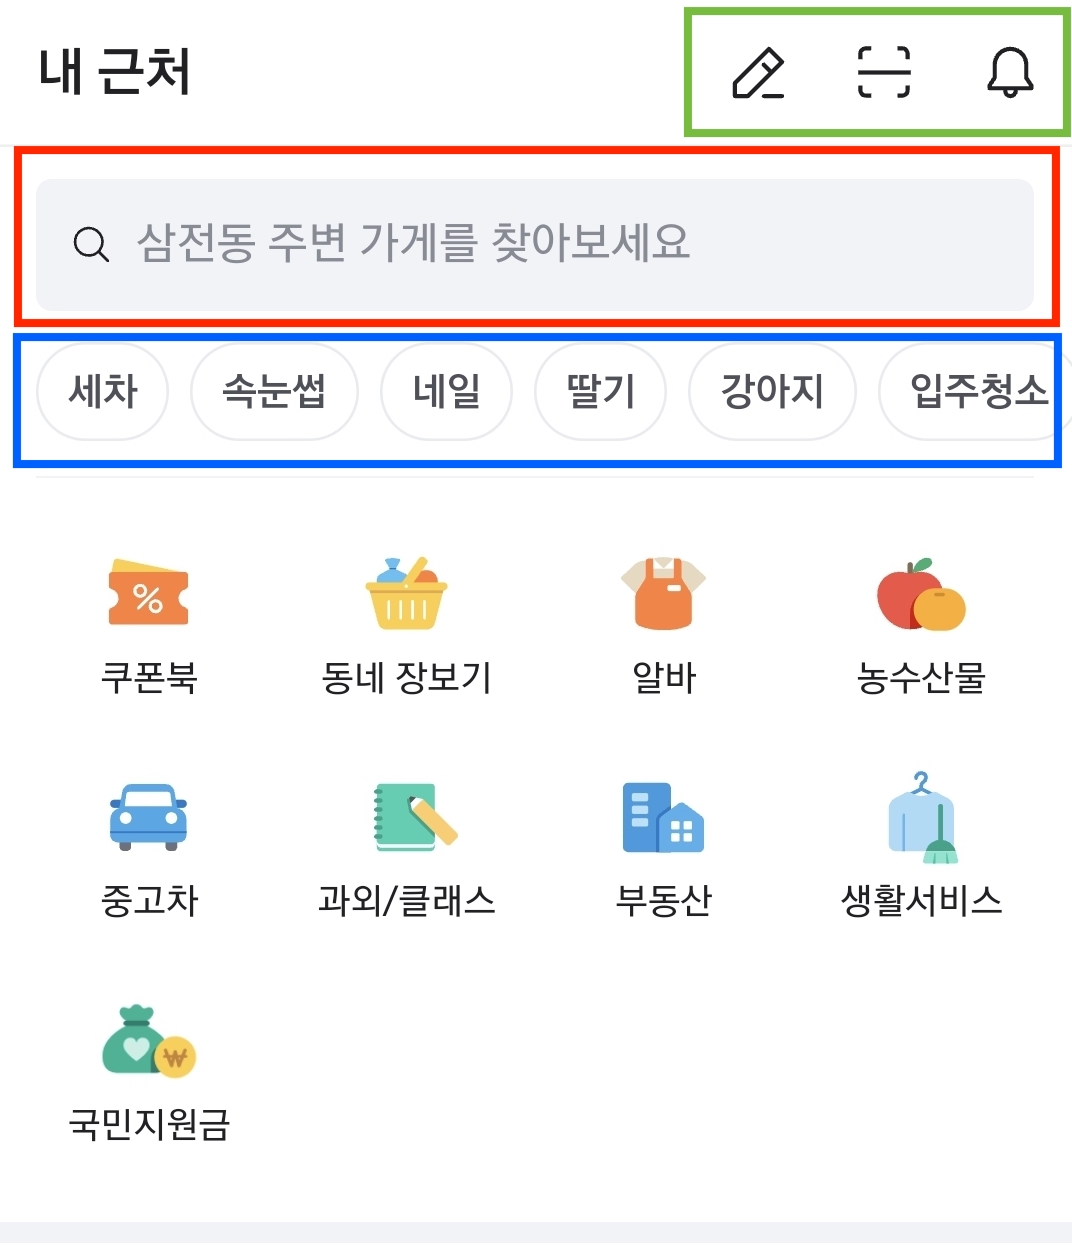 내 근처
삼전동 주변 가게를 찾아보세요
세차 속눈썹 네일 딸기 강아지 입주청소
%
쿠폰북 동네 장보기 알바 농수산물
중고차 과외/클래스 부동산 생활서비스
₩
국민지원금